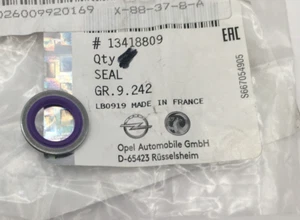 026009920169 X-88-37-8-A
# 13418809
EAC
Qty
SEAL
GR.9.242
LB0919 MADE IN FRANCE
S667054905
Opel Automobile GmbH
D-65423 Rüsselsheim